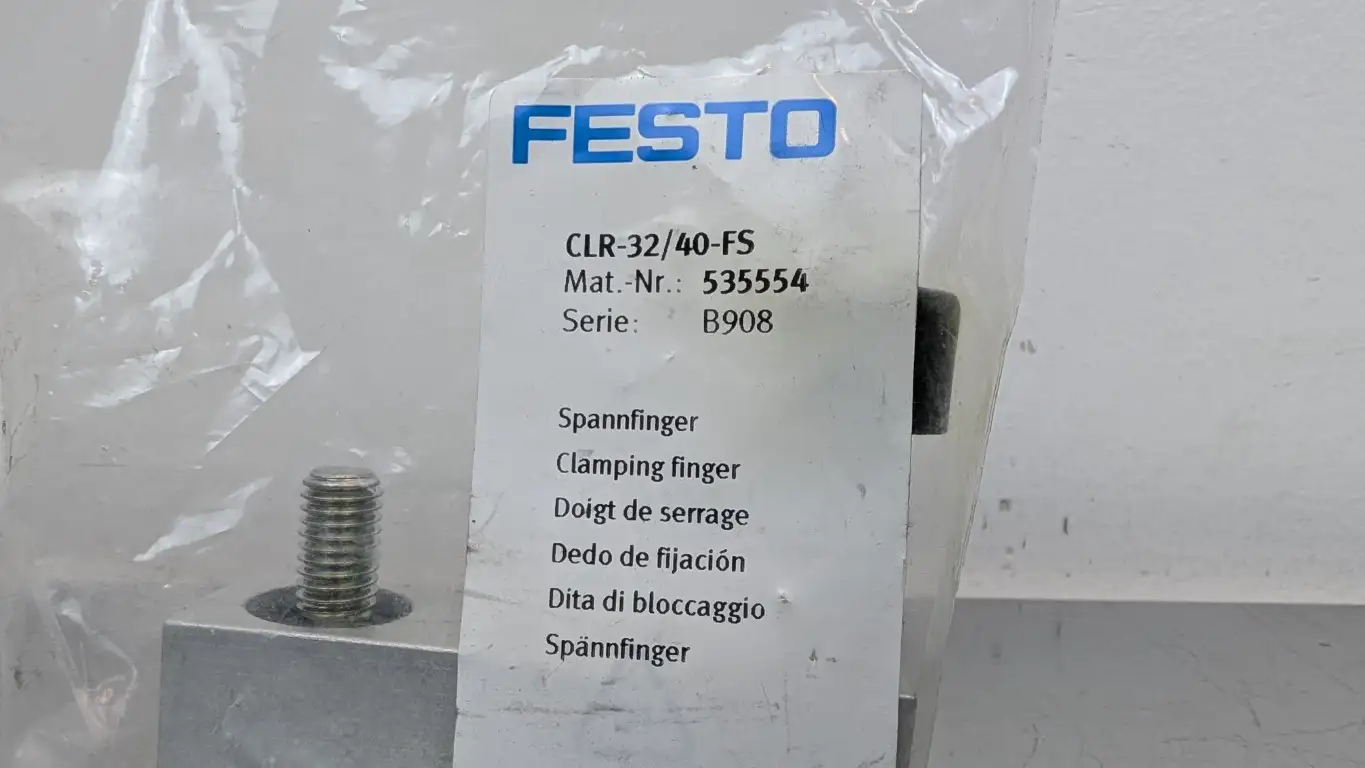 FESTO
CLR-32/40-FS
Mat.-Nr.: 535554
Serie: B908
Spannfinger
Clamping finger
Doigt de serrage
Dedo de fijación
Dita di bloccaggio
Spännfinger